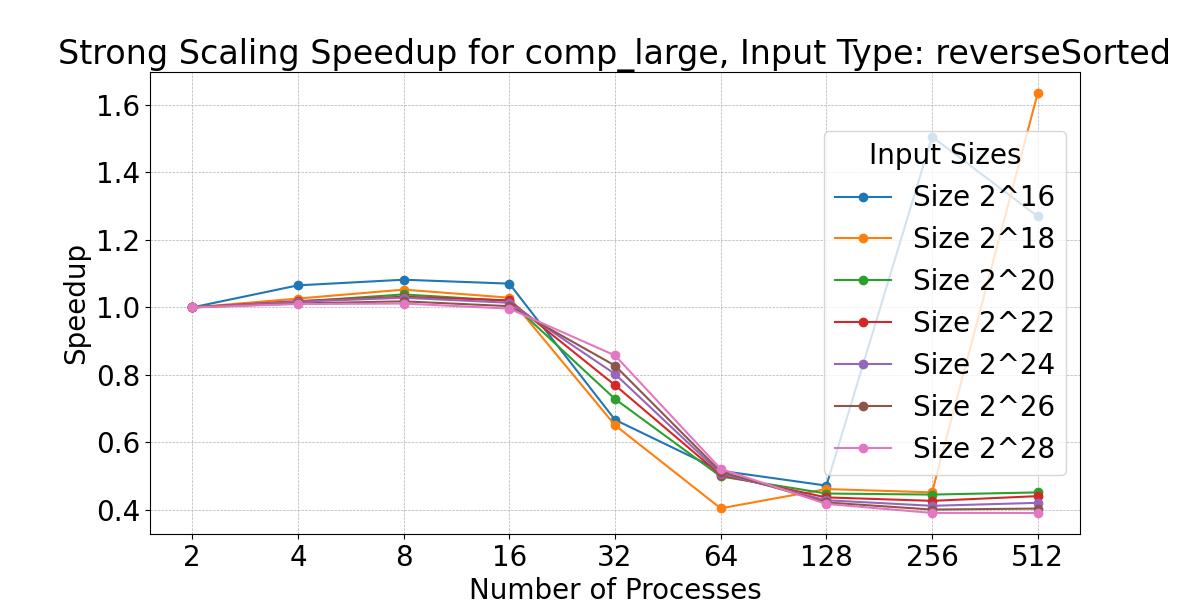 Strong Scaling Speedup for comp_large, Input Type: reverseSorted
1.6
1.4
1.2
1.0
0.8
0.6
0.4
Speedup
Input Sizes
Size 2^16
Size 2^18
Size 2^20
Size 2^22
Size 2^24
Size 2^26
Size 2^28
2 4 8 16 32 64 128 256 512
Number of Processes